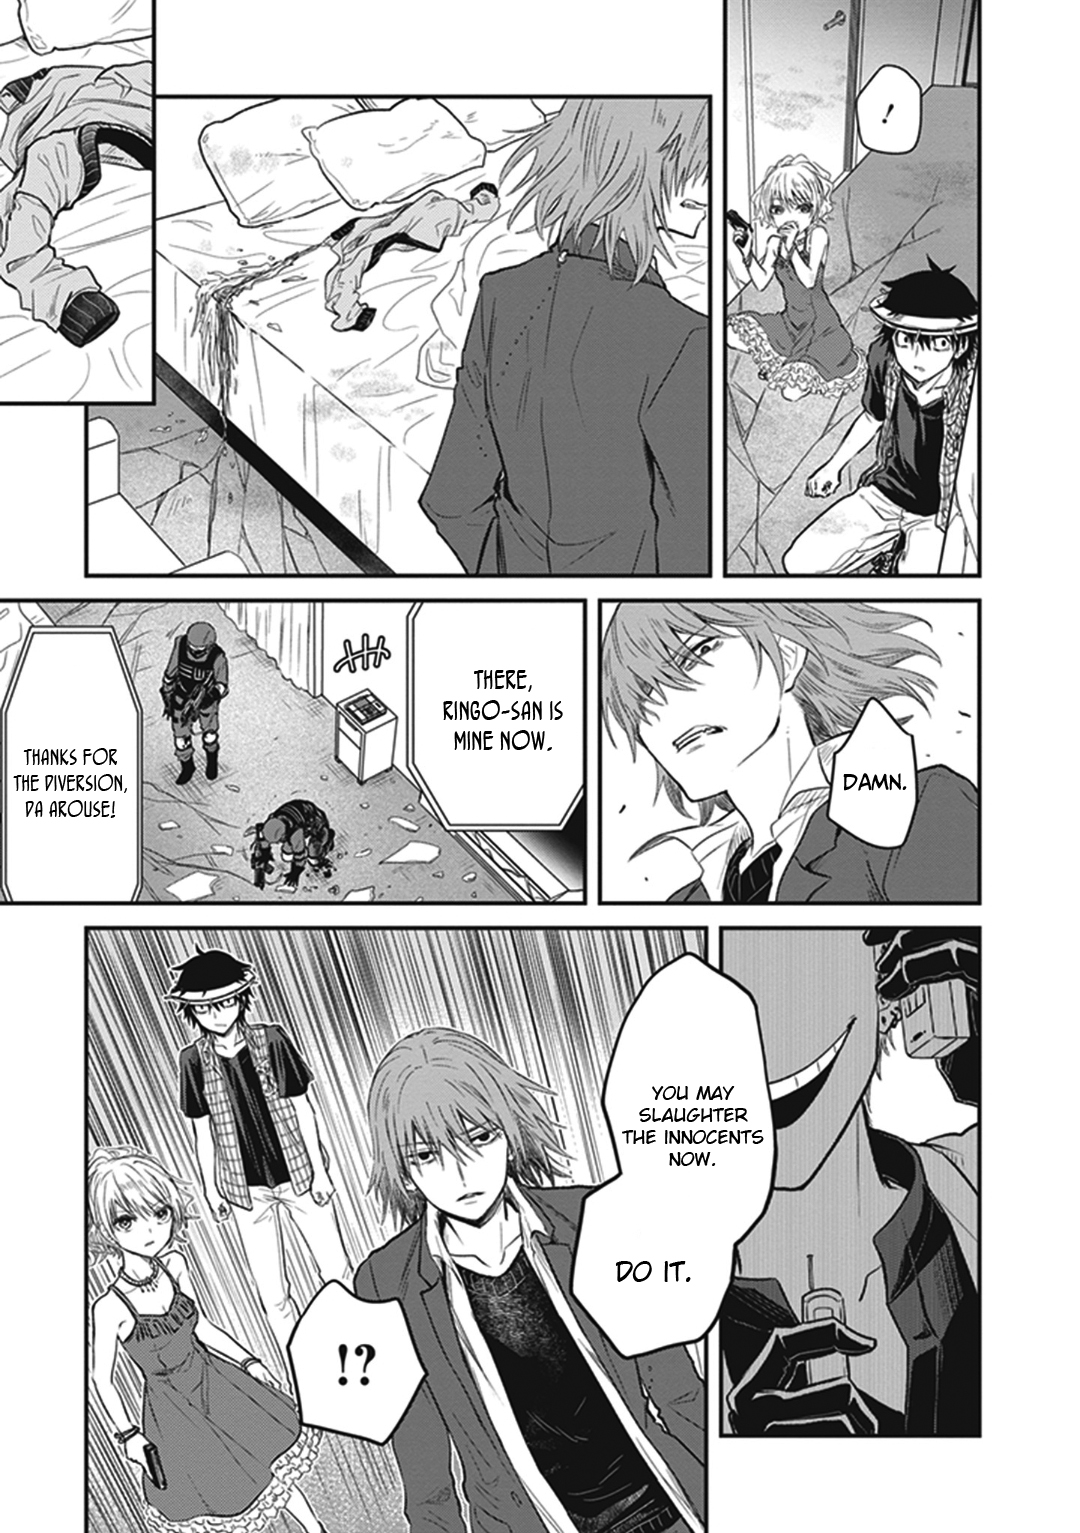 !
DAMN.
THERE,
RINGO-SAN IS
MINE NOW.
THANKS FOR
THE DIVERSION,
DA AROUSE!
YOU MAY
SLAUGHTER
THE INNOCENTS
NOW.
DO IT.
!?